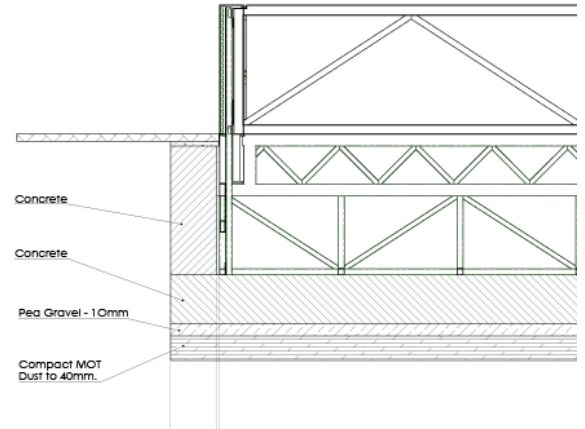 Concrete
Concrete
Pea Gravel - 10mm
Compact MOT
Dust to 40mm.